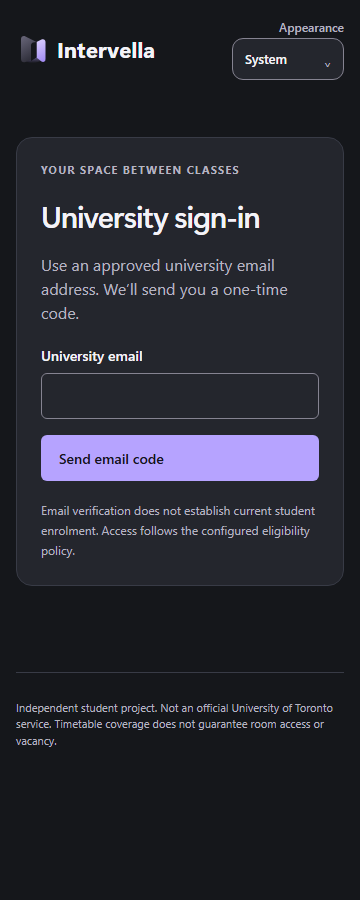 Appearance
Intervella
System
YOUR SPACE BETWEEN CLASSES
University sign-in
Use an approved university email
address. We’ll send you a one-time
code.
University email
Send email code
Email verification does not establish current student
enrolment. Access follows the configured eligibility
policy.
Independent student project. Not an official University of Toronto
service. Timetable coverage does not guarantee room access or
vacancy.